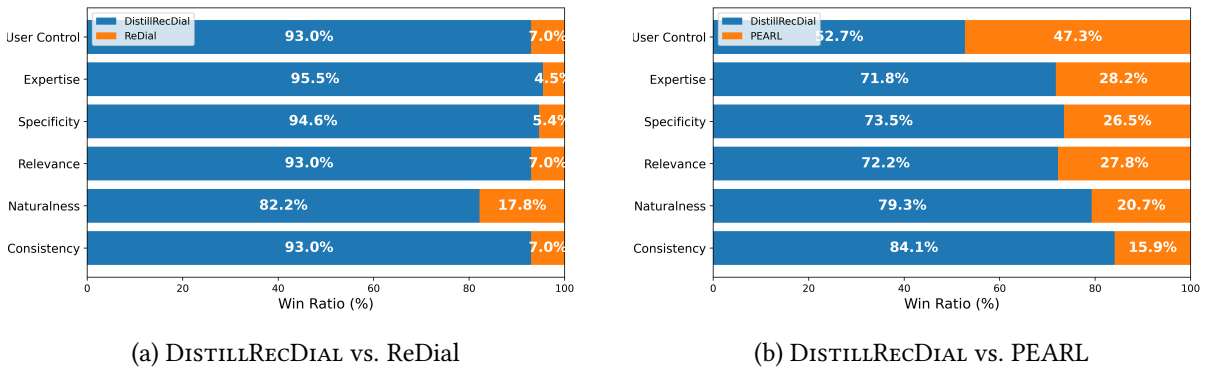 DistillRecDial
ReDial
User Control 93.0% 7.0%
Expertise 95.5% 4.5%
Specificity 94.6% 5.4%
Relevance 93.0% 7.0%
Naturalness 82.2% 17.8%
Consistency 93.0% 7.0%
0 20 40 60 80 100
Win Ratio (%)
(a) DistillRecDial vs. ReDial
DistillRecDial
PEARL
User Control 52.7% 47.3%
Expertise 71.8% 28.2%
Specificity 73.5% 26.5%
Relevance 72.2% 27.8%
Naturalness 79.3% 20.7%
Consistency 84.1% 15.9%
0 20 40 60 80 100
Win Ratio (%)
(b) DistillRecDial vs. PEARL